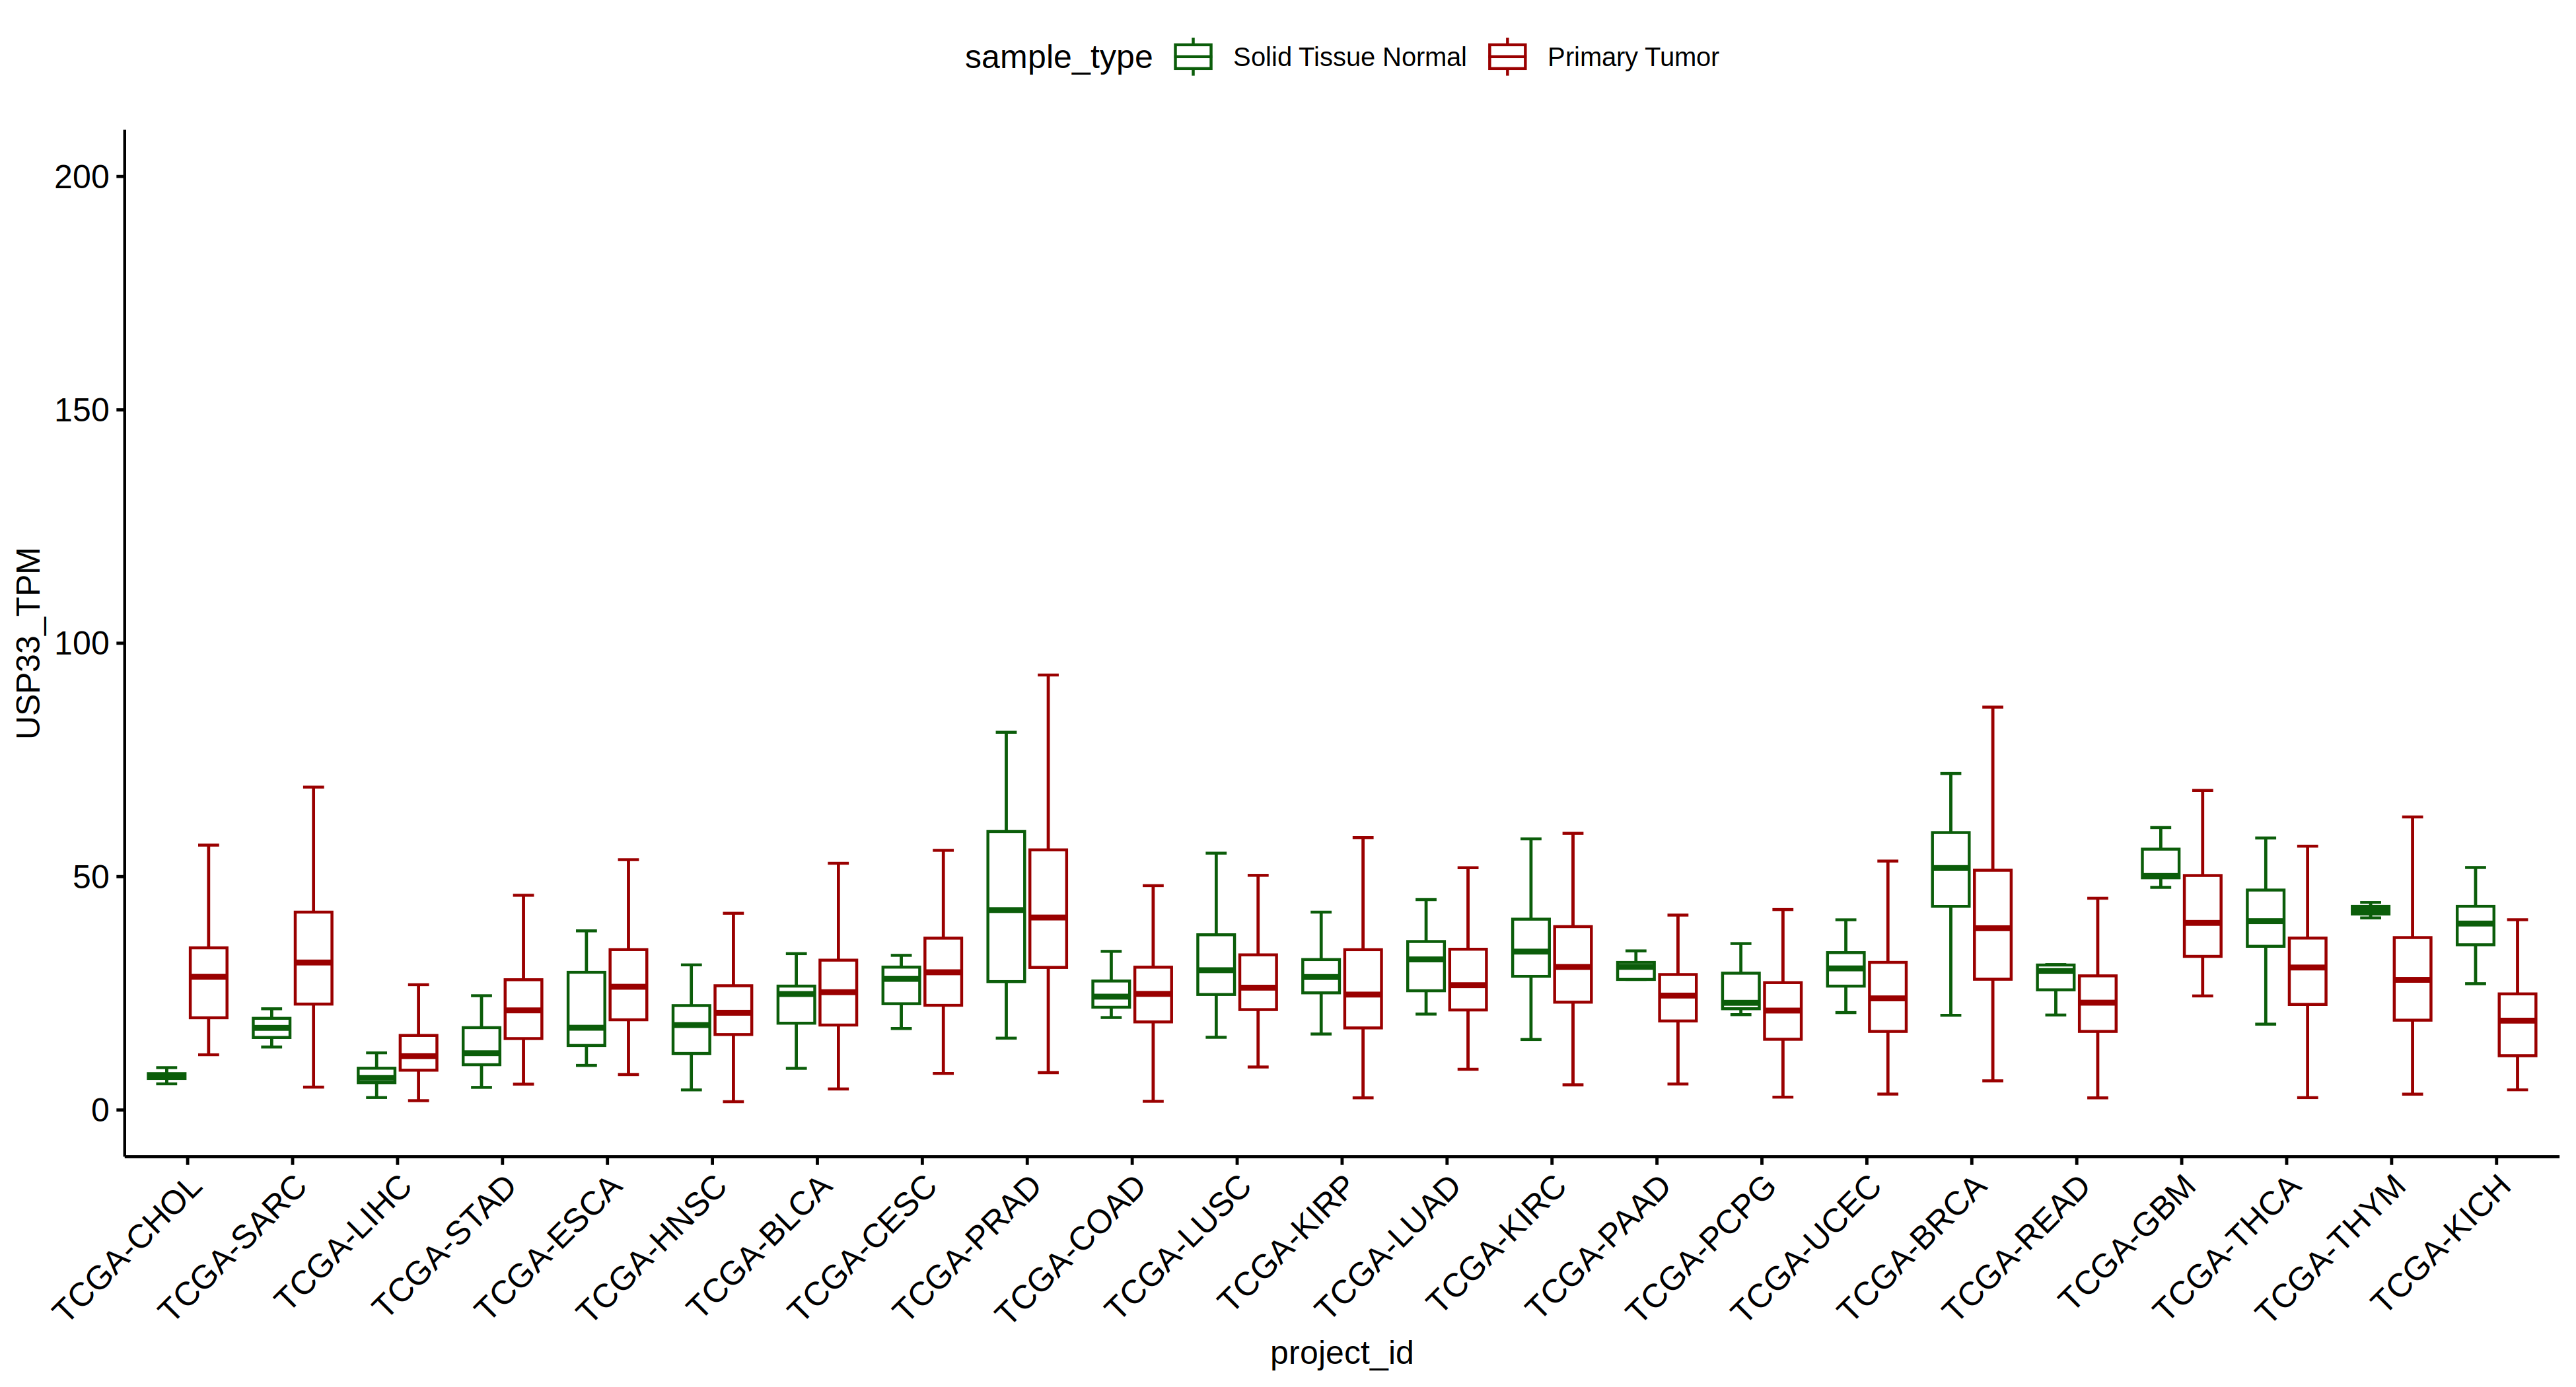 sample_type Solid Tissue Normal Primary Tumor
200
150
100
50
0
USP33_TPM
TCGA-CHOL
TCGA-SARC
TCGA-LIHC
TCGA-STAD
TCGA-ESCA
TCGA-HNSC
TCGA-BLCA
TCGA-CESC
TCGA-PRAD
TCGA-COAD
TCGA-LUSC
TCGA-KIRP
TCGA-LUAD
TCGA-KIRC
TCGA-PAAD
TCGA-PCPG
TCGA-UCEC
TCGA-BRCA
TCGA-READ
TCGA-GBM
TCGA-THCA
TCGA-THYM
TCGA-KICH
project_id